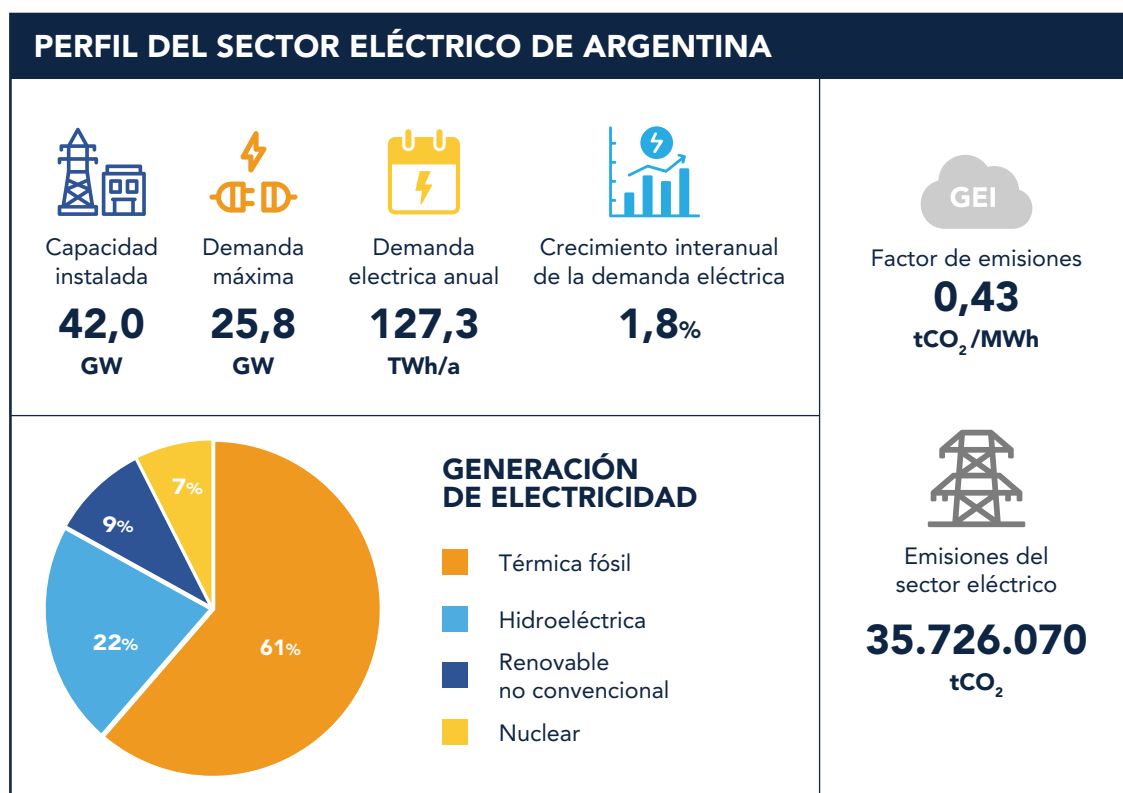 PERFIL DEL SECTOR ELÉCTRICO DE ARGENTINA
Capacidad
instalada
42,0
GW
Demanda
máxima
25,8
GW
Demanda
electrica anual
127,3
TWh/a
Crecimiento interanual
de la demanda eléctrica
1,8%
GEI
Factor de emisiones
0,43
tCO₂/MWh
7%
9%
22%
61%
GENERACIÓN
DE ELECTRICIDAD
Térmica fósil
Hidroeléctrica
Renovable
no convencional
Nuclear
Emisiones del
sector eléctrico
35.726.070
tCO₂